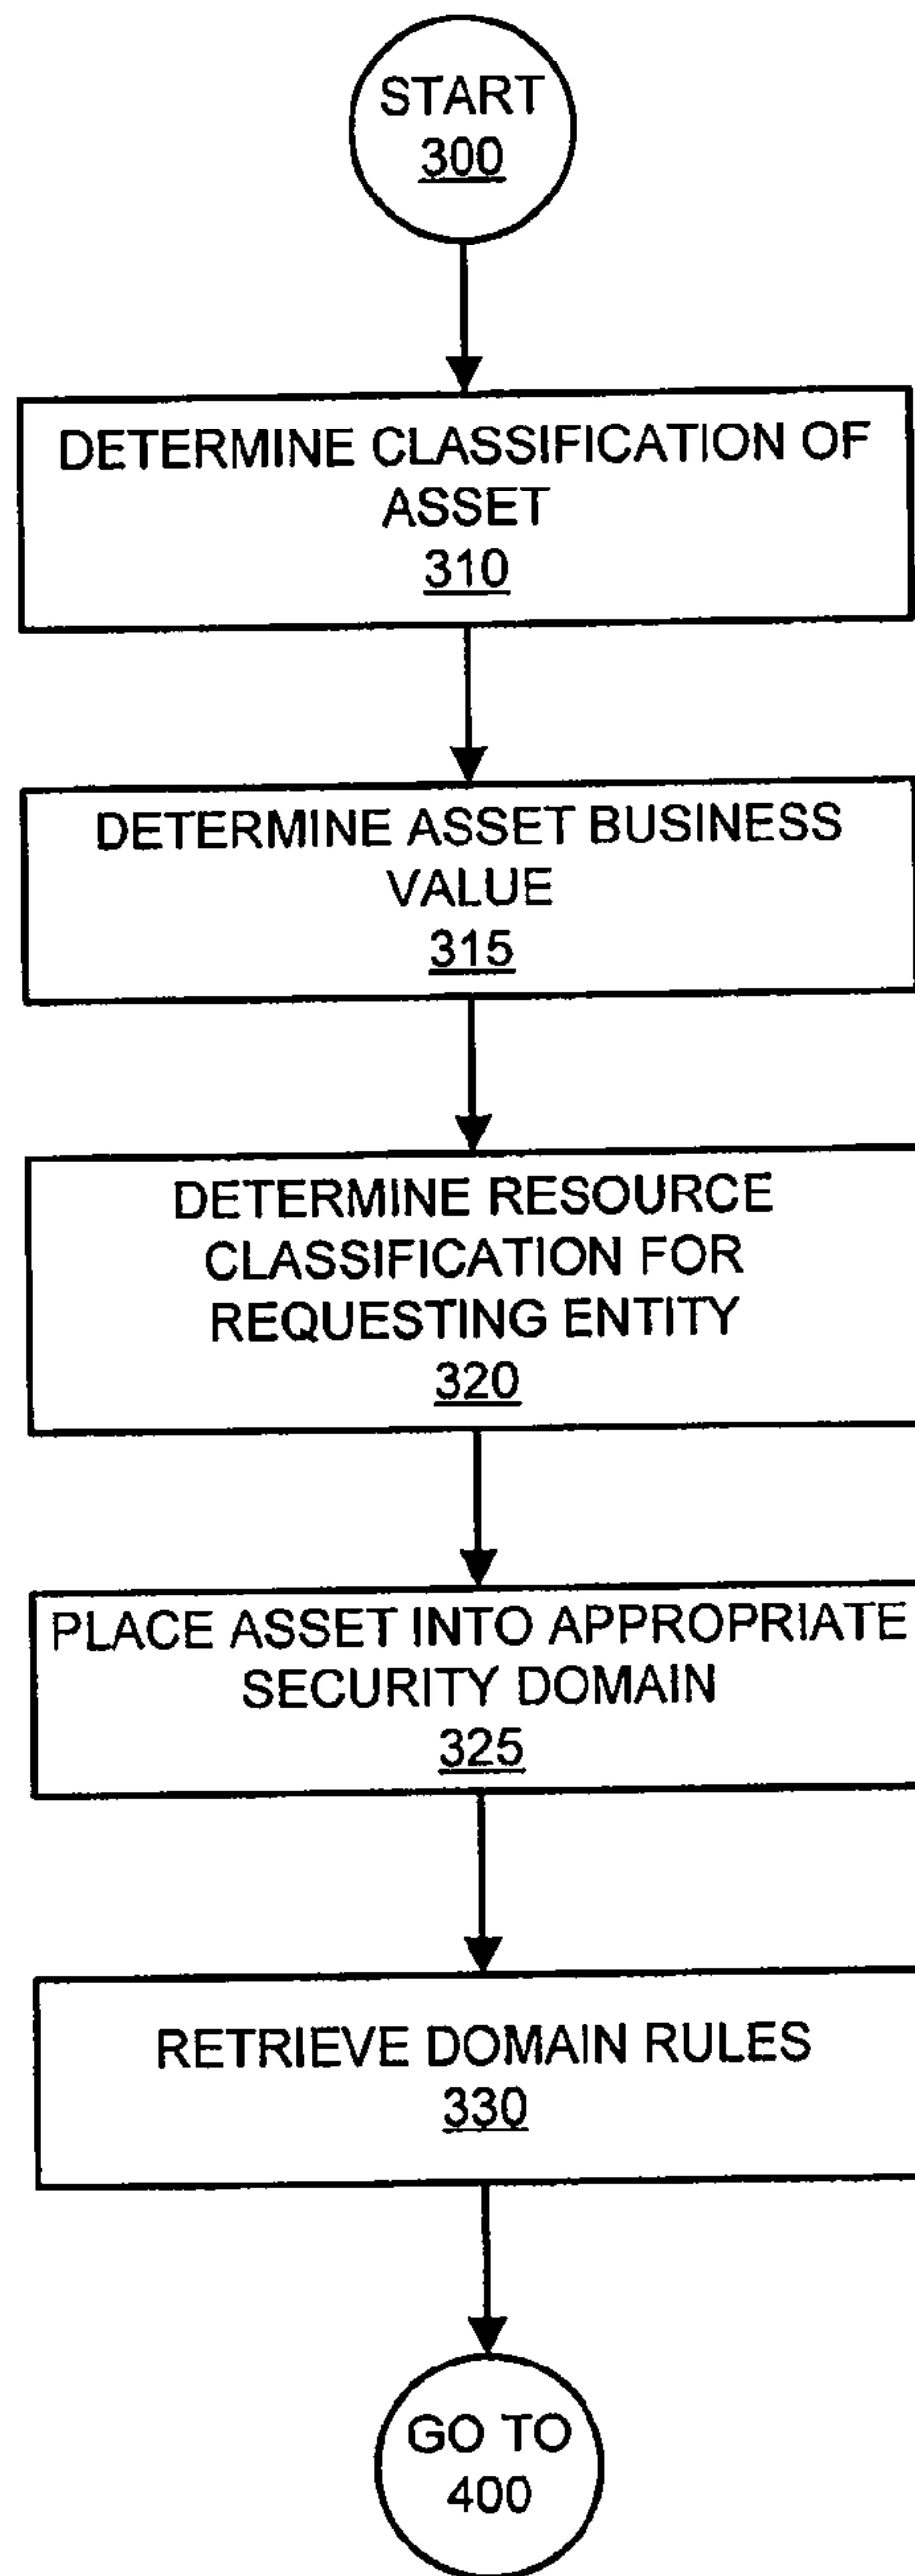 START
300
DETERMINE CLASSIFICATION OF
ASSET
310
DETERMINE ASSET BUSINESS
VALUE
315
DETERMINE RESOURCE
CLASSIFICATION FOR
REQUESTING ENTITY
320
PLACE ASSET INTO APPROPRIATE
SECURITY DOMAIN
325
RETRIEVE DOMAIN RULES
330
GO TO
400